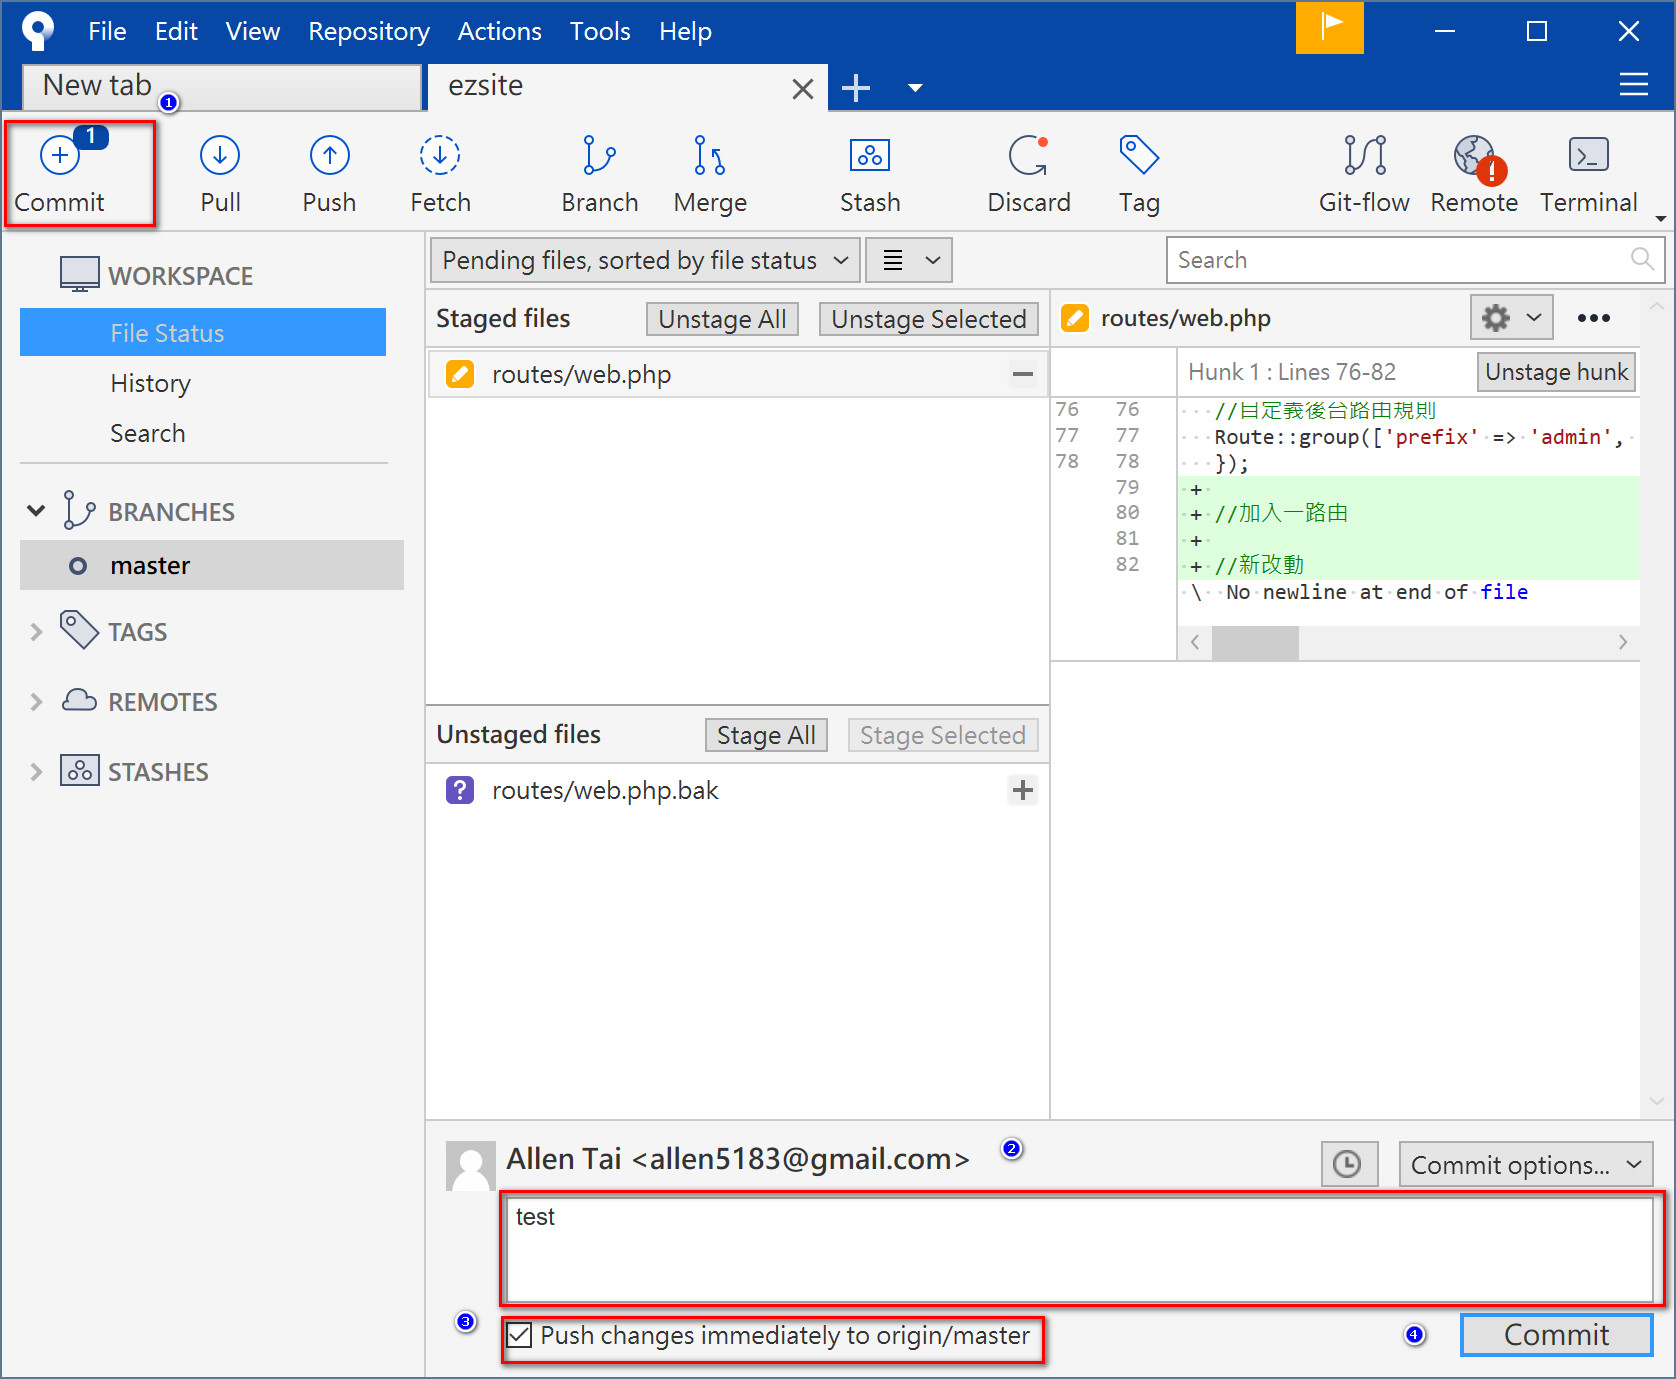 File Edit View Repository Actions Tools Help
New tab
ezsite
1
1
Commit
Pull
Push
Fetch
Branch
Merge
Stash
Discard
Tag
Git-flow
Remote
Terminal
WORKSPACE
File Status
History
Search
BRANCHES
master
TAGS
REMOTES
STASHES
Pending files, sorted by file status
Search
Staged files
Unstage All
Unstage Selected
routes/web.php
Unstaged files
Stage All
Stage Selected
routes/web.php.bak
routes/web.php
Hunk 1 : Lines 76-82
Unstage hunk
76 76 //自定義後台路由規則
77 77 Route::group(['prefix' => 'admin',
78 78 });
79 +
80 + //加入一路由
81 +
82 + //新改動
\ No newline at end of file
Allen Tai <allen5183@gmail.com>
2
Commit options...
test
3
Push changes immediately to origin/master
4
Commit